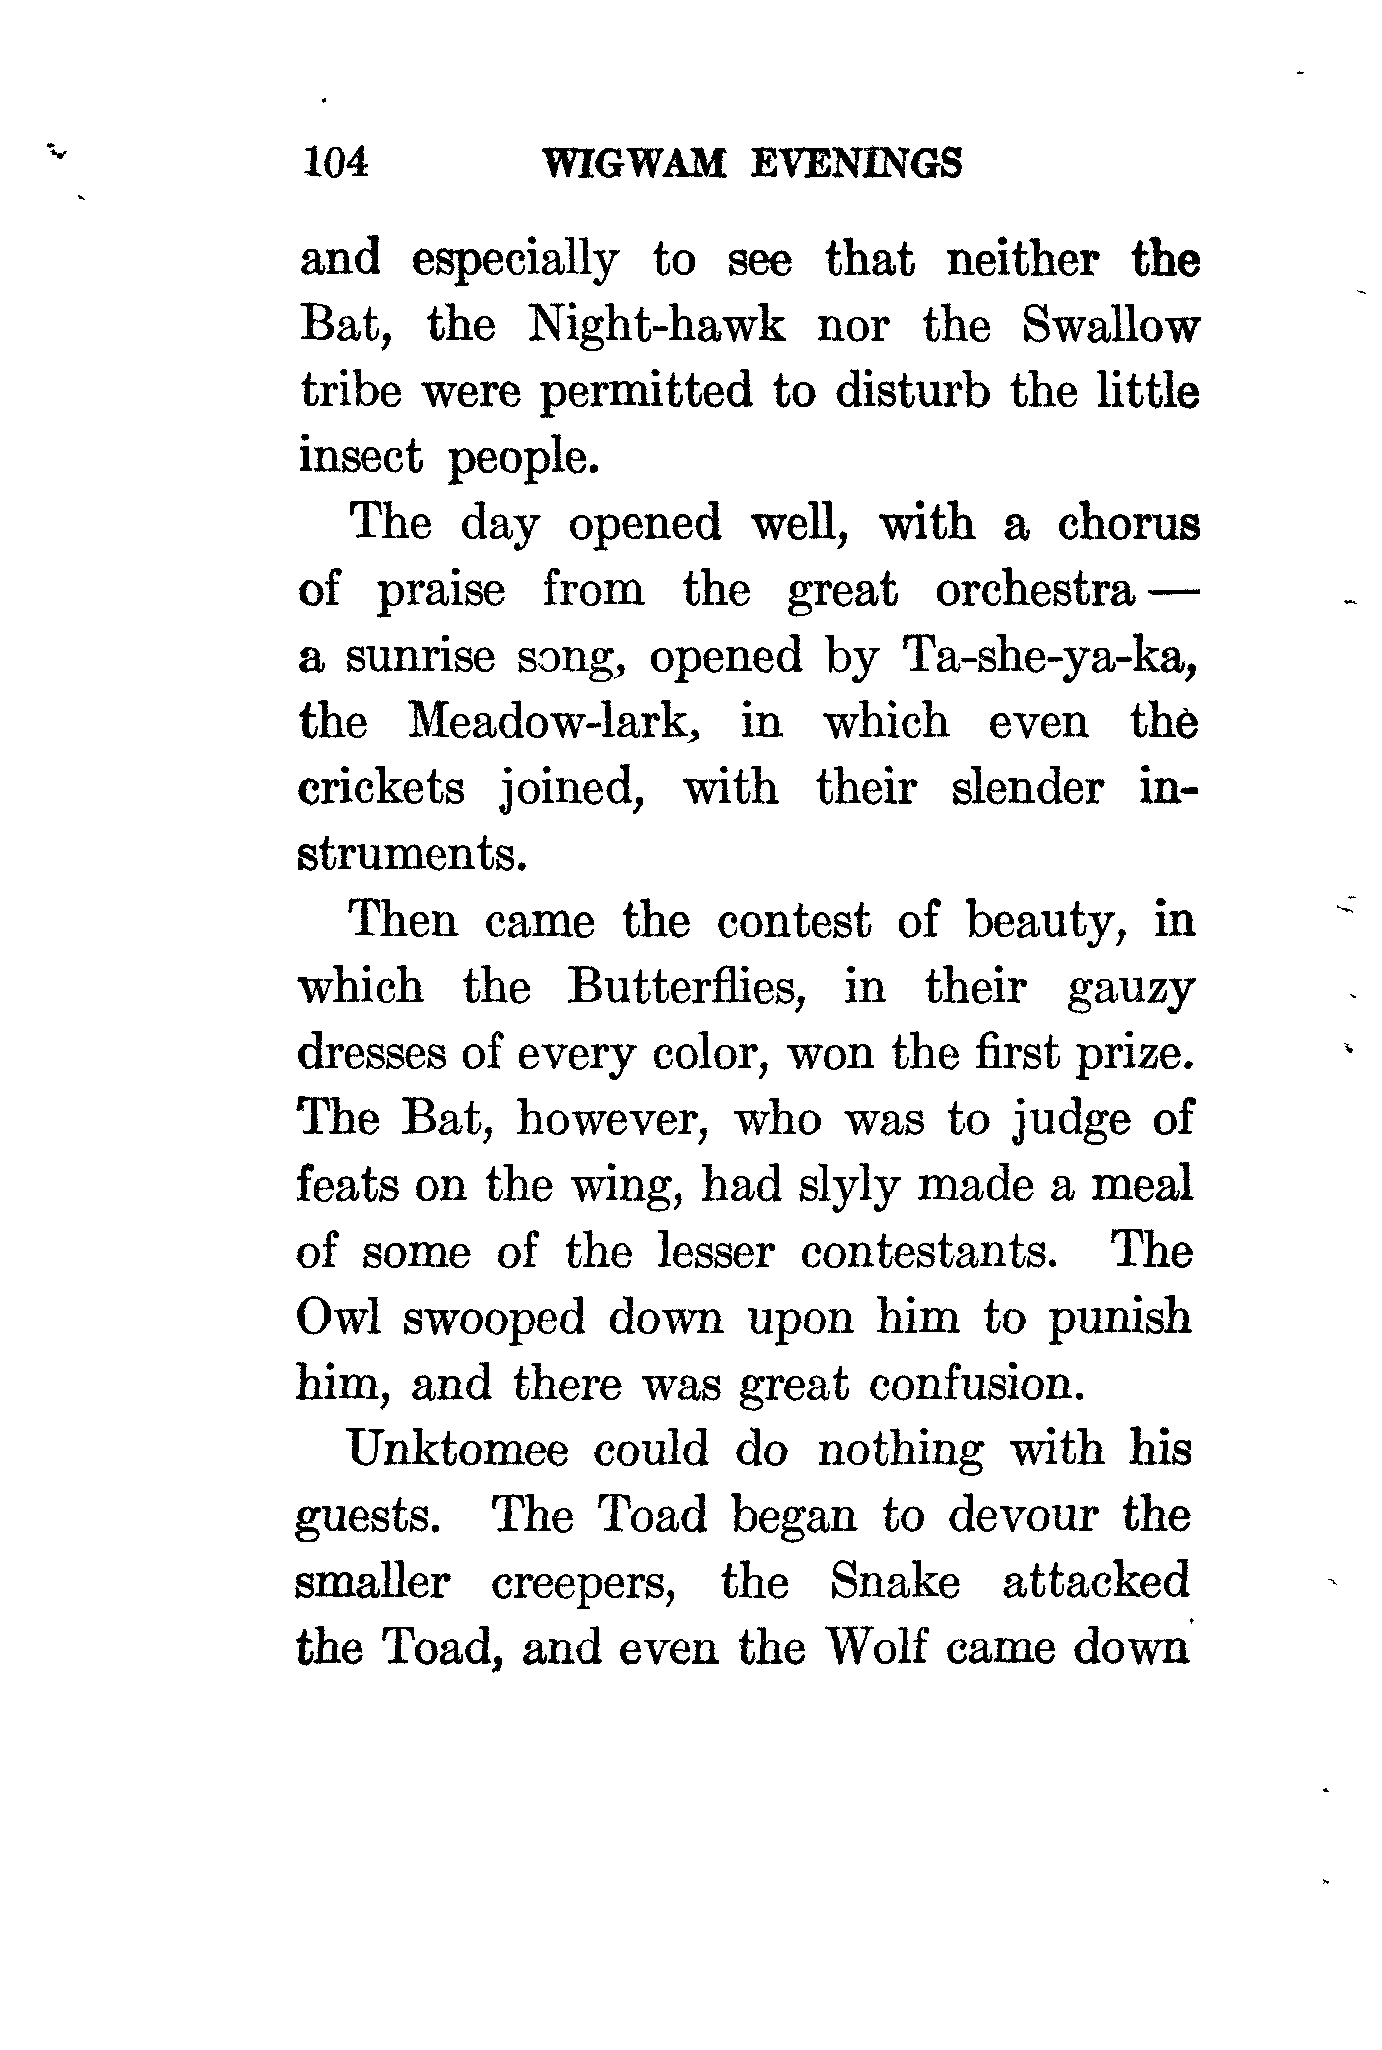 104 WIGWAM EVENINGS
and especially to see that neither the
Bat, the Night-hawk nor the Swallow
tribe were permitted to disturb the little
insect people.
The day opened well, with a chorus
of praise from the great orchestra —
a sunrise song, opened by Ta-she-ya-ka,
the Meadow-lark, in which even the
crickets joined, with their slender in-
struments.
Then came the contest of beauty, in
which the Butterflies, in their gauzy
dresses of every color, won the first prize.
The Bat, however, who was to judge of
feats on the wing, had slyly made a meal
of some of the lesser contestants. The
Owl swooped down upon him to punish
him, and there was great confusion.
Unktomee could do nothing with his
guests. The Toad began to devour the
smaller creepers, the Snake attacked
the Toad, and even the Wolf came down